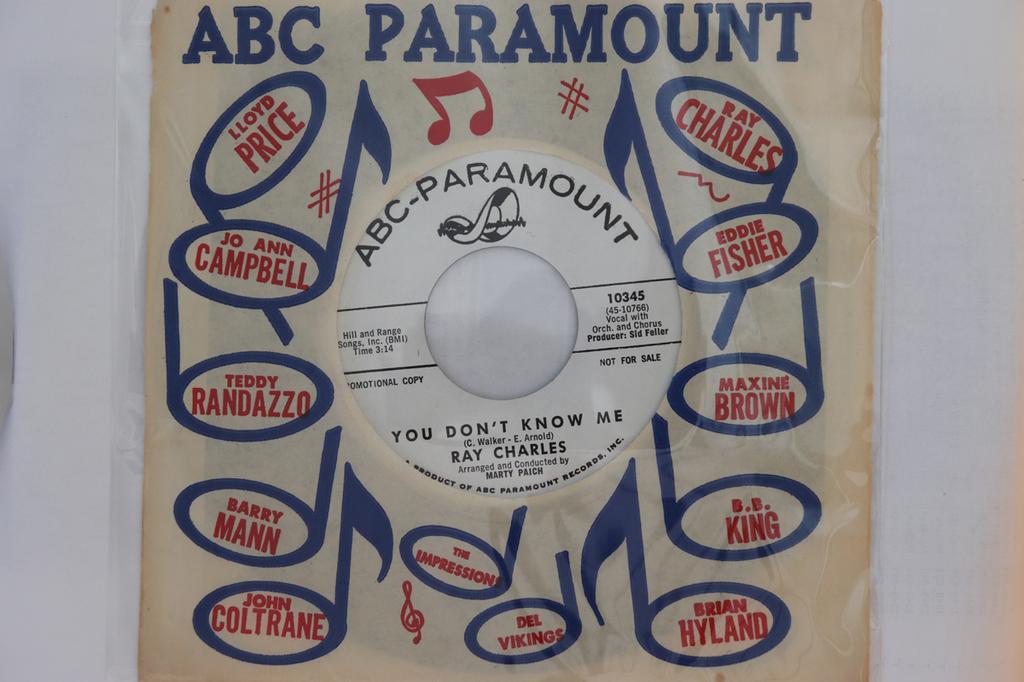 ABC PARAMOUNT
LLOYD
PRICE
RAY
CHARLES
JO ANN
CAMPBELL
EDDIE
FISHER
TEDDY
RANDAZZO
MAXINE
BROWN
BARRY
MANN
B.B.
KING
JOHN
COLTRANE
THE
IMPRESSIONS
DEL
VIKINGS
BRIAN
HYLAND
ABC-PARAMOUNT
Hill and Range
Songs, Inc. (BMI)
Time 3:14
OMOTIONAL COPY
10345
(45-10766)
Vocal with
Orch. and Chorus
Producer: Sid Feller
NOT FOR SALE
YOU DON'T KNOW ME
(C. Walker - E. Arnold)
RAY CHARLES
Arranged and Conducted by
MARTY PAICH
A PRODUCT OF ABC PARAMOUNT RECORDS, INC.